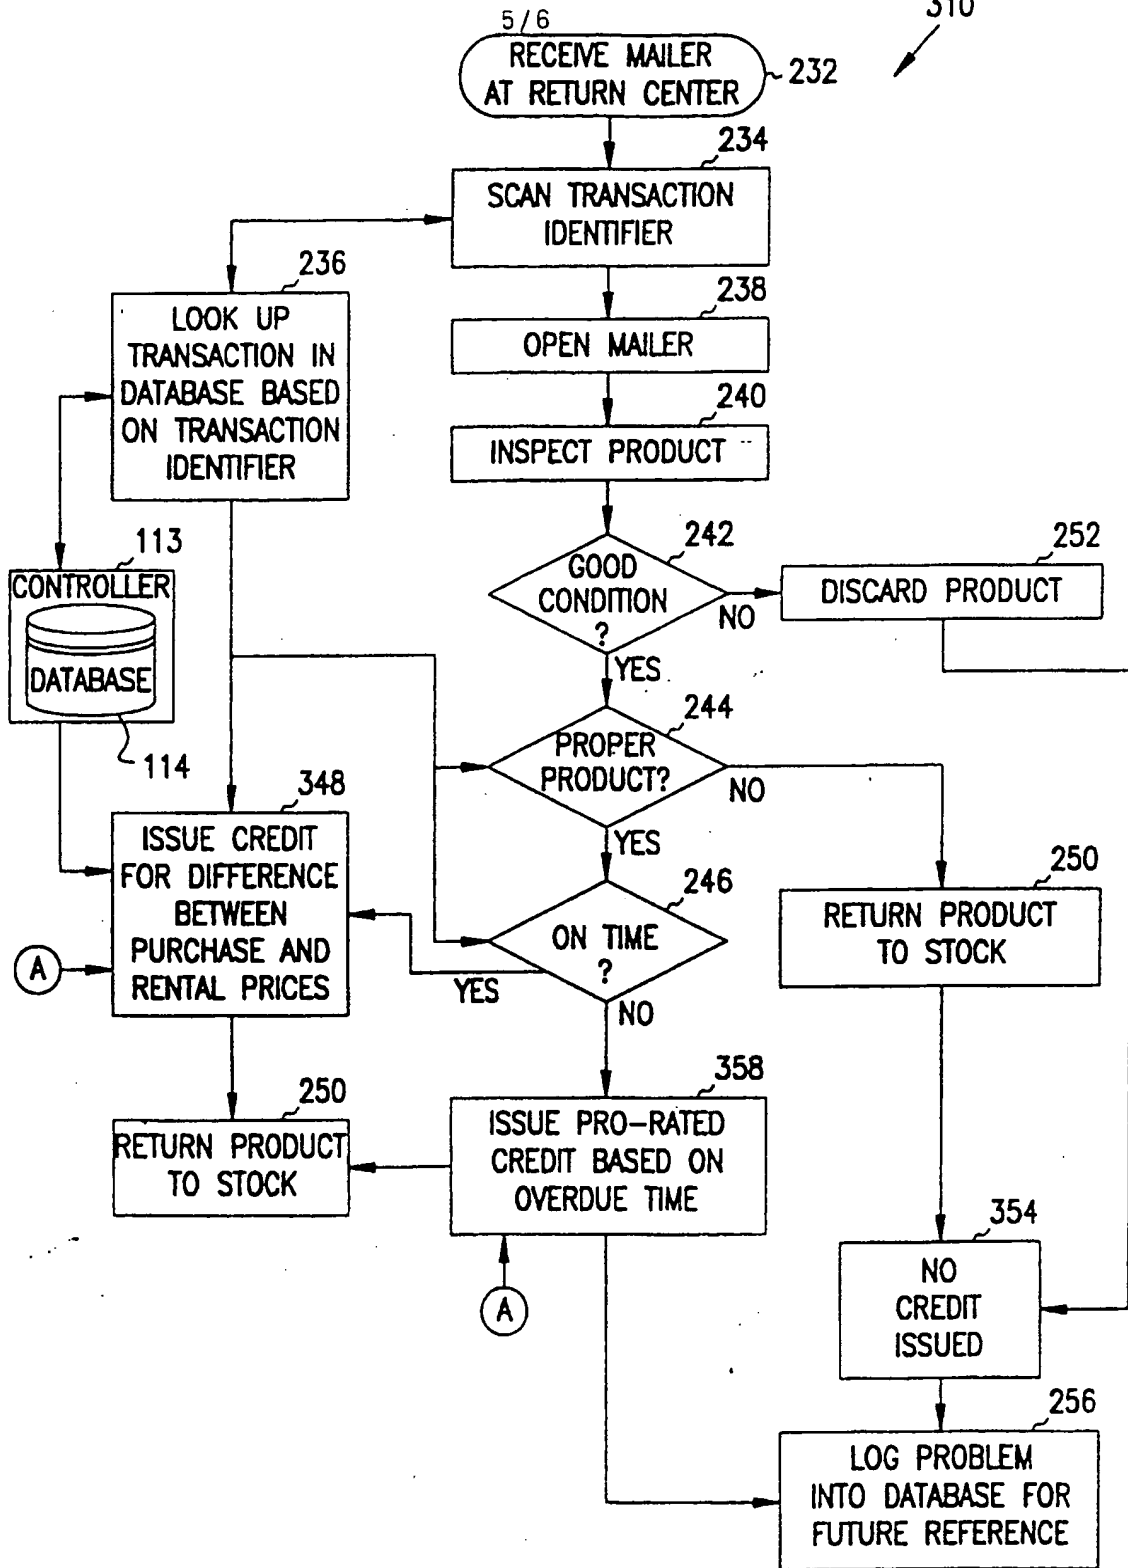 5/6
310
RECEIVE MAILER
AT RETURN CENTER
232
234
SCAN TRANSACTION
IDENTIFIER
236
LOOK UP
TRANSACTION IN
DATABASE BASED
ON TRANSACTION
IDENTIFIER
238
OPEN MAILER
240
INSPECT PRODUCT
242
GOOD
CONDITION
?
NO
YES
252
DISCARD PRODUCT
113
CONTROLLER
DATABASE
114
244
PROPER
PRODUCT?
NO
YES
348
ISSUE CREDIT
FOR DIFFERENCE
BETWEEN
PURCHASE AND
RENTAL PRICES
A
246
ON TIME
?
YES
NO
250
RETURN PRODUCT
TO STOCK
250
RETURN PRODUCT
TO STOCK
358
ISSUE PRO-RATED
CREDIT BASED ON
OVERDUE TIME
A
354
NO
CREDIT
ISSUED
256
LOG PROBLEM
INTO DATABASE FOR
FUTURE REFERENCE